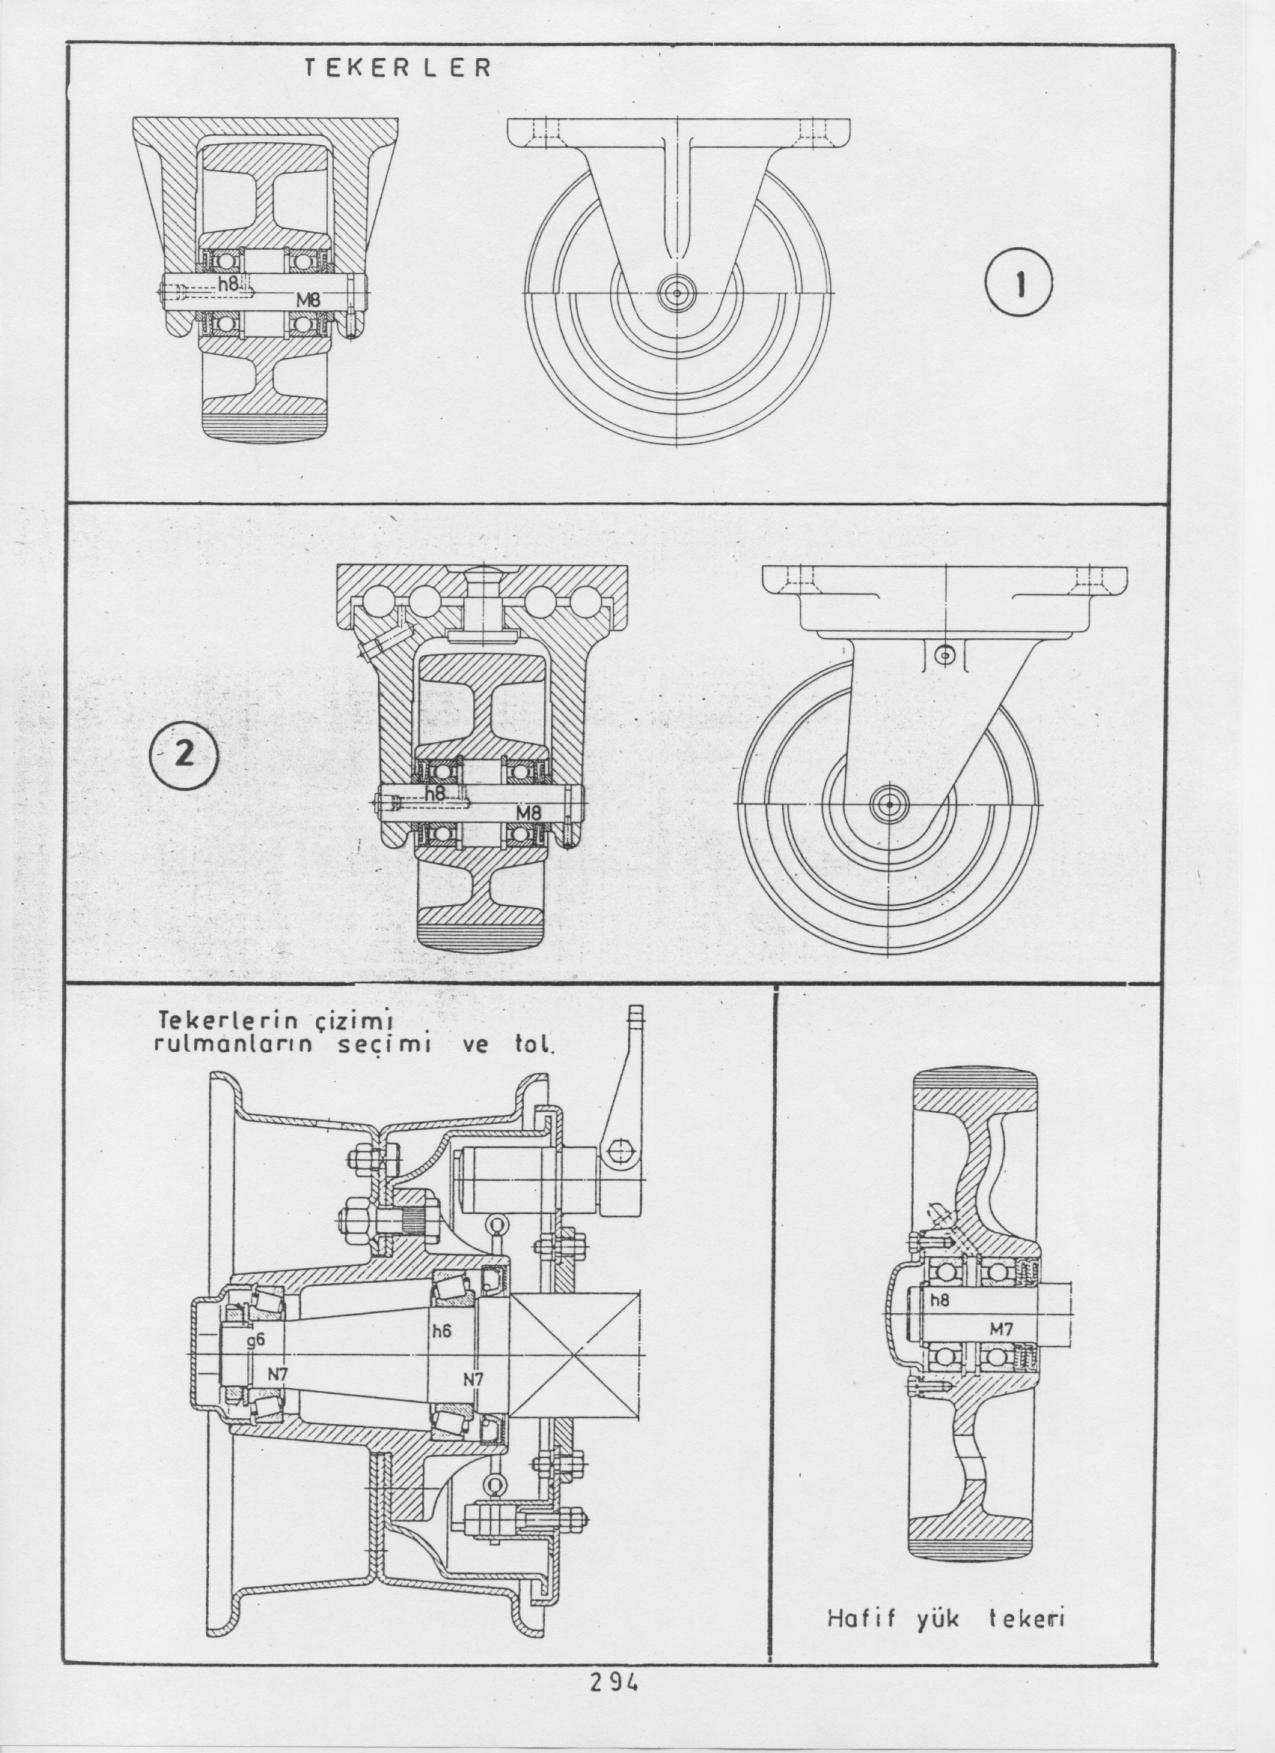 TEKERLER
h8
M8
1
2
h8
M8
Tekerlerin çizimi
rulmanların seçimi ve tol.
g6
N7
h6
N7
h8
M7
Hafif yük tekeri
294